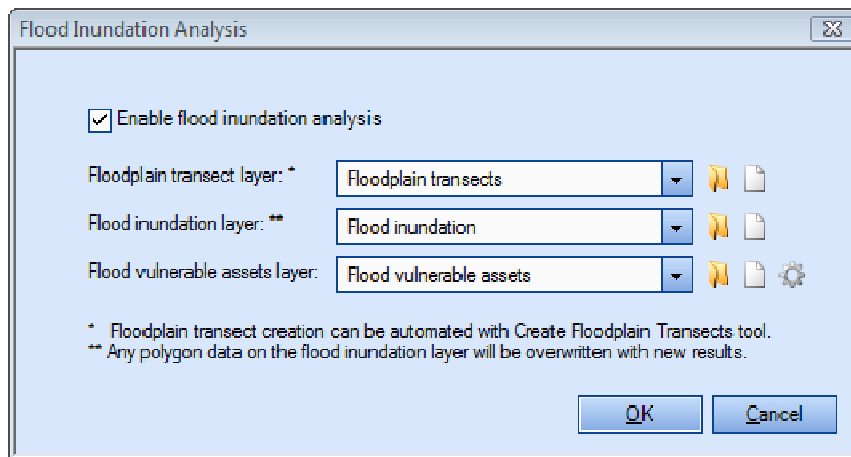 Flood Inundation Analysis
Enable flood inundation analysis
Floodplain transect layer: * Floodplain transects
Flood inundation layer: ** Flood inundation
Flood vulnerable assets layer: Flood vulnerable assets
* Floodplain transect creation can be automated with Create Floodplain Transects tool.
** Any polygon data on the flood inundation layer will be overwritten with new results.
OK Cancel